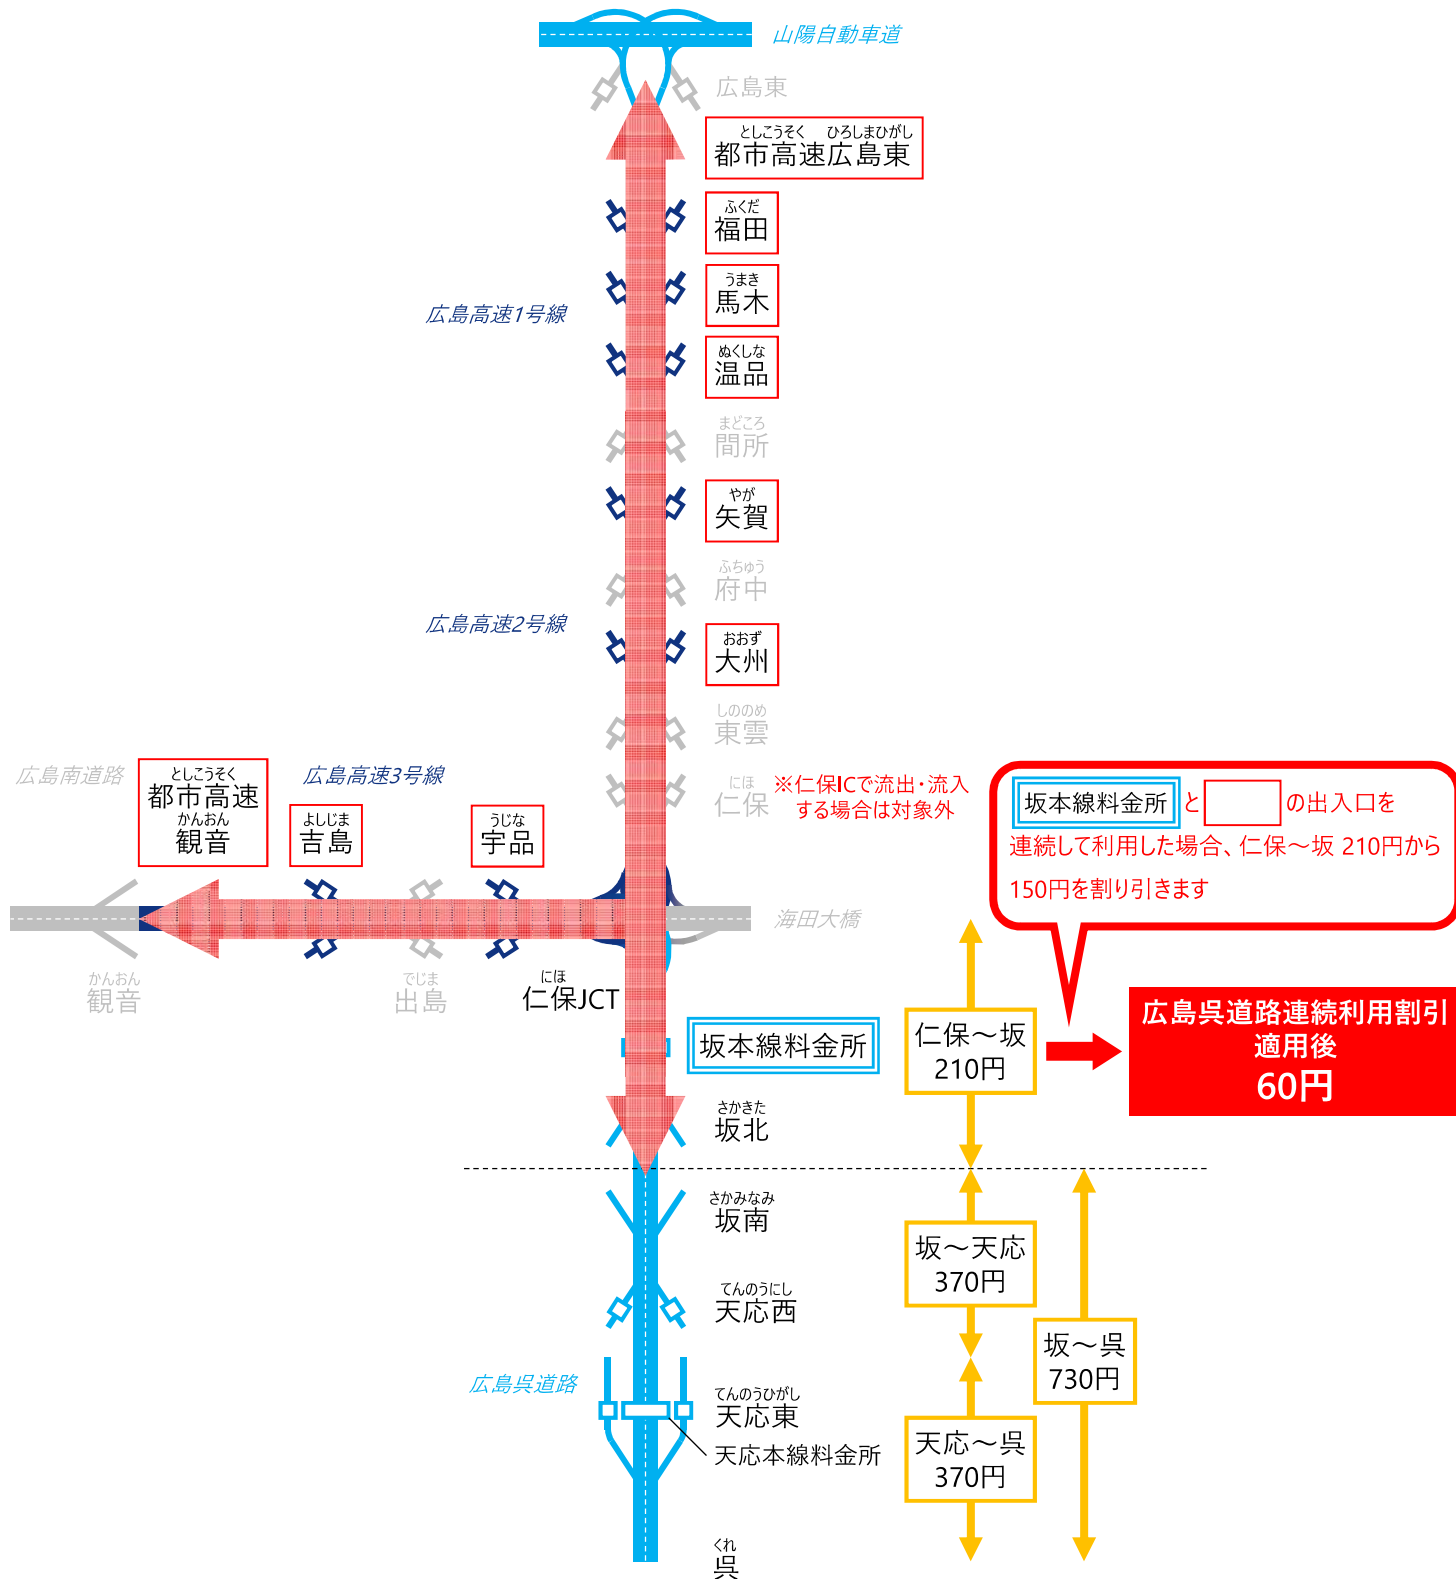 山陽自動車道
広島東
としこうそく ひろしまひがし
都市高速広島東
ふくだ
福田
うまき
馬木
広島高速1号線
ぬくしな
温品
まどころ
間所
やが
矢賀
ふちゅう
府中
広島高速2号線
おおず
大州
しののめ
東雲
にほ
仁保
※仁保ICで流出・流入
する場合は対象外
広島南道路
としこうそく
都市高速
かんおん
観音
広島高速3号線
よしじま
吉島
うじな
宇品
坂本線料金所 と の出入口を
連続して利用した場合、仁保～坂 210円から
150円を割り引きます
海田大橋
かんおん
観音
でじま
出島
にほ
仁保JCT
坂本線料金所
仁保～坂
210円
広島呉道路連続利用割引
適用後
60円
さかきた
坂北
さかみなみ
坂南
坂～天応
370円
てんのうにし
天応西
坂～呉
730円
広島呉道路
てんのうひがし
天応東
天応本線料金所
天応～呉
370円
くれ
呉